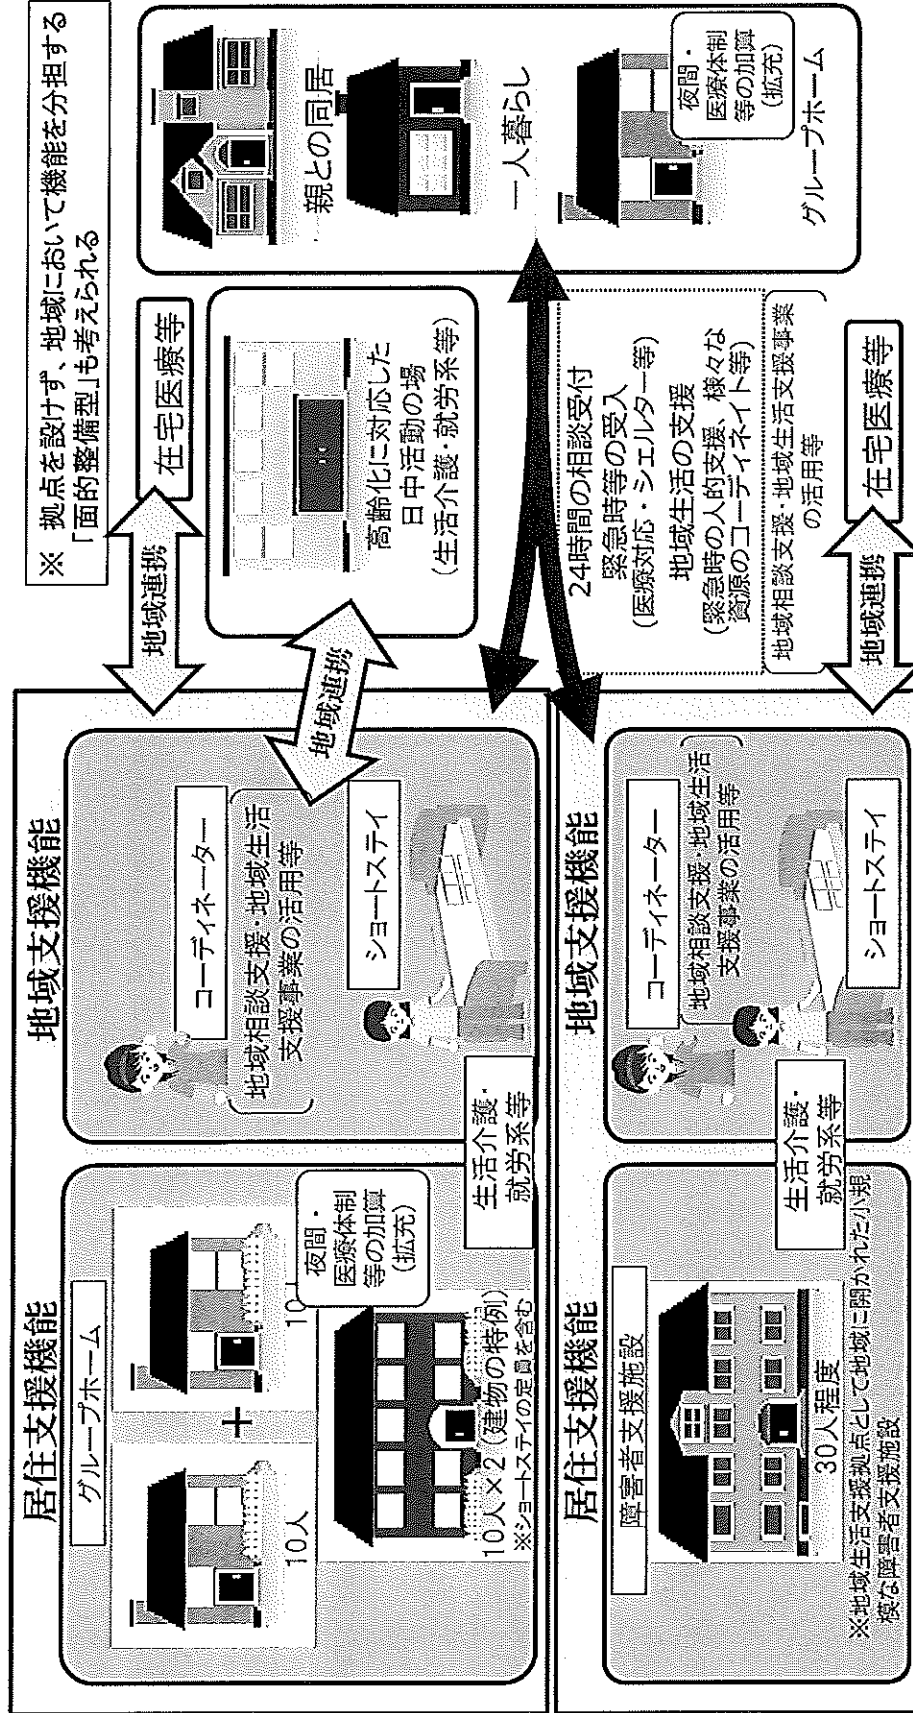 ※ 拠点を設けず、地域において機能を分担する
「面的整備型」も考えられる
居住支援機能
グループホーム
10人
+
10人
夜間・
医療体制
等の加算
(拡充)
10人×2(建物の特例)
※ショートステイの定員を含む
生活介護・
就労系等
地域支援機能
コーディネーター
地域相談支援・地域生活
支援事業の活用等
ショートステイ
地域連携
在宅医療等
地域連携
高齢化に対応した
日中活動の場
(生活介護・就労系等)
親との同居
一人暮らし
夜間・
医療体制
等の加算
(拡充)
グループホーム
24時間の相談受付
緊急時等の受入
(医療対応・シェルター等)
地域生活の支援
(緊急時の人的支援、様々な
資源のコーディネイト等)
地域相談支援・地域生活支援事業
の活用等
居住支援機能
障害者支援施設
30人程度
※地域生活支援拠点として地域に開かれた小規
模な障害者支援施設
生活介護・
就労系等
地域支援機能
コーディネーター
地域相談支援・地域生活
支援事業の活用等
ショートステイ
地域連携
在宅医療等